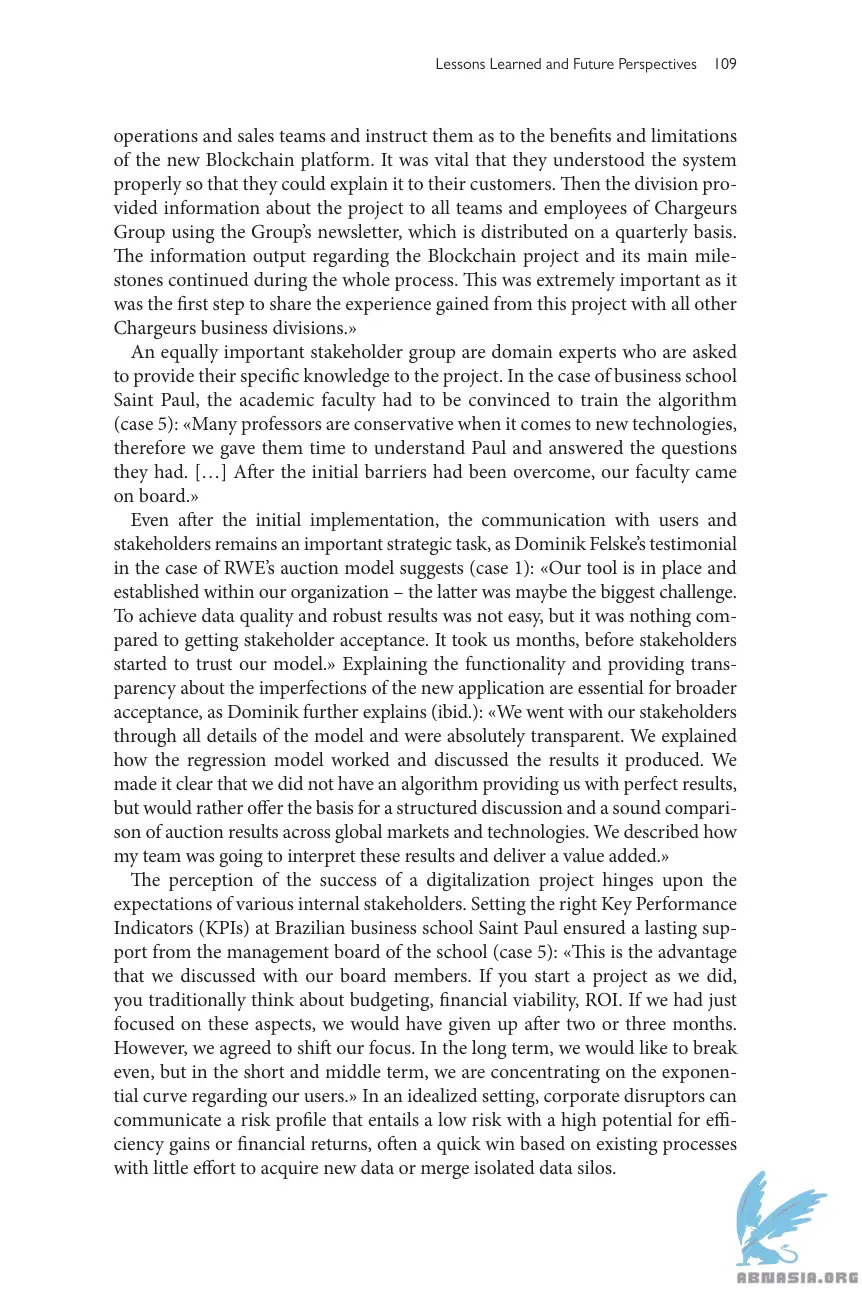 Lessons Learned and Future Perspectives 109
operations and sales teams and instruct them as to the benefits and limitations
of the new Blockchain platform. It was vital that they understood the system
properly so that they could explain it to their customers. Then the division pro-
vided information about the project to all teams and employees of Chargeurs
Group using the Group’s newsletter, which is distributed on a quarterly basis.
The information output regarding the Blockchain project and its main mile-
stones continued during the whole process. This was extremely important as it
was the first step to share the experience gained from this project with all other
Chargeurs business divisions.»
An equally important stakeholder group are domain experts who are asked
to provide their specific knowledge to the project. In the case of business school
Saint Paul, the academic faculty had to be convinced to train the algorithm
(case 5): «Many professors are conservative when it comes to new technologies,
therefore we gave them time to understand Paul and answered the questions
they had. […] After the initial barriers had been overcome, our faculty came
on board.»
Even after the initial implementation, the communication with users and
stakeholders remains an important strategic task, as Dominik Felske’s testimonial
in the case of RWE’s auction model suggests (case 1): «Our tool is in place and
established within our organization – the latter was maybe the biggest challenge.
To achieve data quality and robust results was not easy, but it was nothing com-
pared to getting stakeholder acceptance. It took us months, before stakeholders
started to trust our model.» Explaining the functionality and providing trans-
parency about the imperfections of the new application are essential for broader
acceptance, as Dominik further explains (ibid.): «We went with our stakeholders
through all details of the model and were absolutely transparent. We explained
how the regression model worked and discussed the results it produced. We
made it clear that we did not have an algorithm providing us with perfect results,
but would rather offer the basis for a structured discussion and a sound compari-
son of auction results across global markets and technologies. We described how
my team was going to interpret these results and deliver a value added.»
The perception of the success of a digitalization project hinges upon the
expectations of various internal stakeholders. Setting the right Key Performance
Indicators (KPIs) at Brazilian business school Saint Paul ensured a lasting sup-
port from the management board of the school (case 5): «This is the advantage
that we discussed with our board members. If you start a project as we did,
you traditionally think about budgeting, financial viability, ROI. If we had just
focused on these aspects, we would have given up after two or three months.
However, we agreed to shift our focus. In the long term, we would like to break
even, but in the short and middle term, we are concentrating on the exponen-
tial curve regarding our users.» In an idealized setting, corporate disruptors can
communicate a risk profile that entails a low risk with a high potential for effi-
ciency gains or financial returns, often a quick win based on existing processes
with little effort to acquire new data or merge isolated data silos.
ABNASIA.ORG